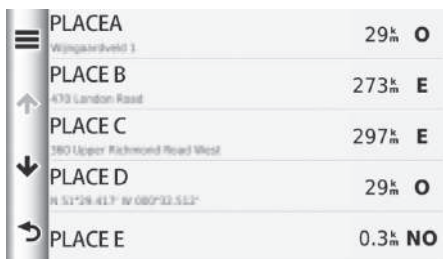 PLACEA 29 km O
Wijngaardveld 1
PLACE B 273 km E
470 London Road
PLACE C 297 km E
380 Upper Richmond Road West
PLACE D 29 km O
N 51°29.417' W 000°32.512'
PLACE E 0.3 km NO